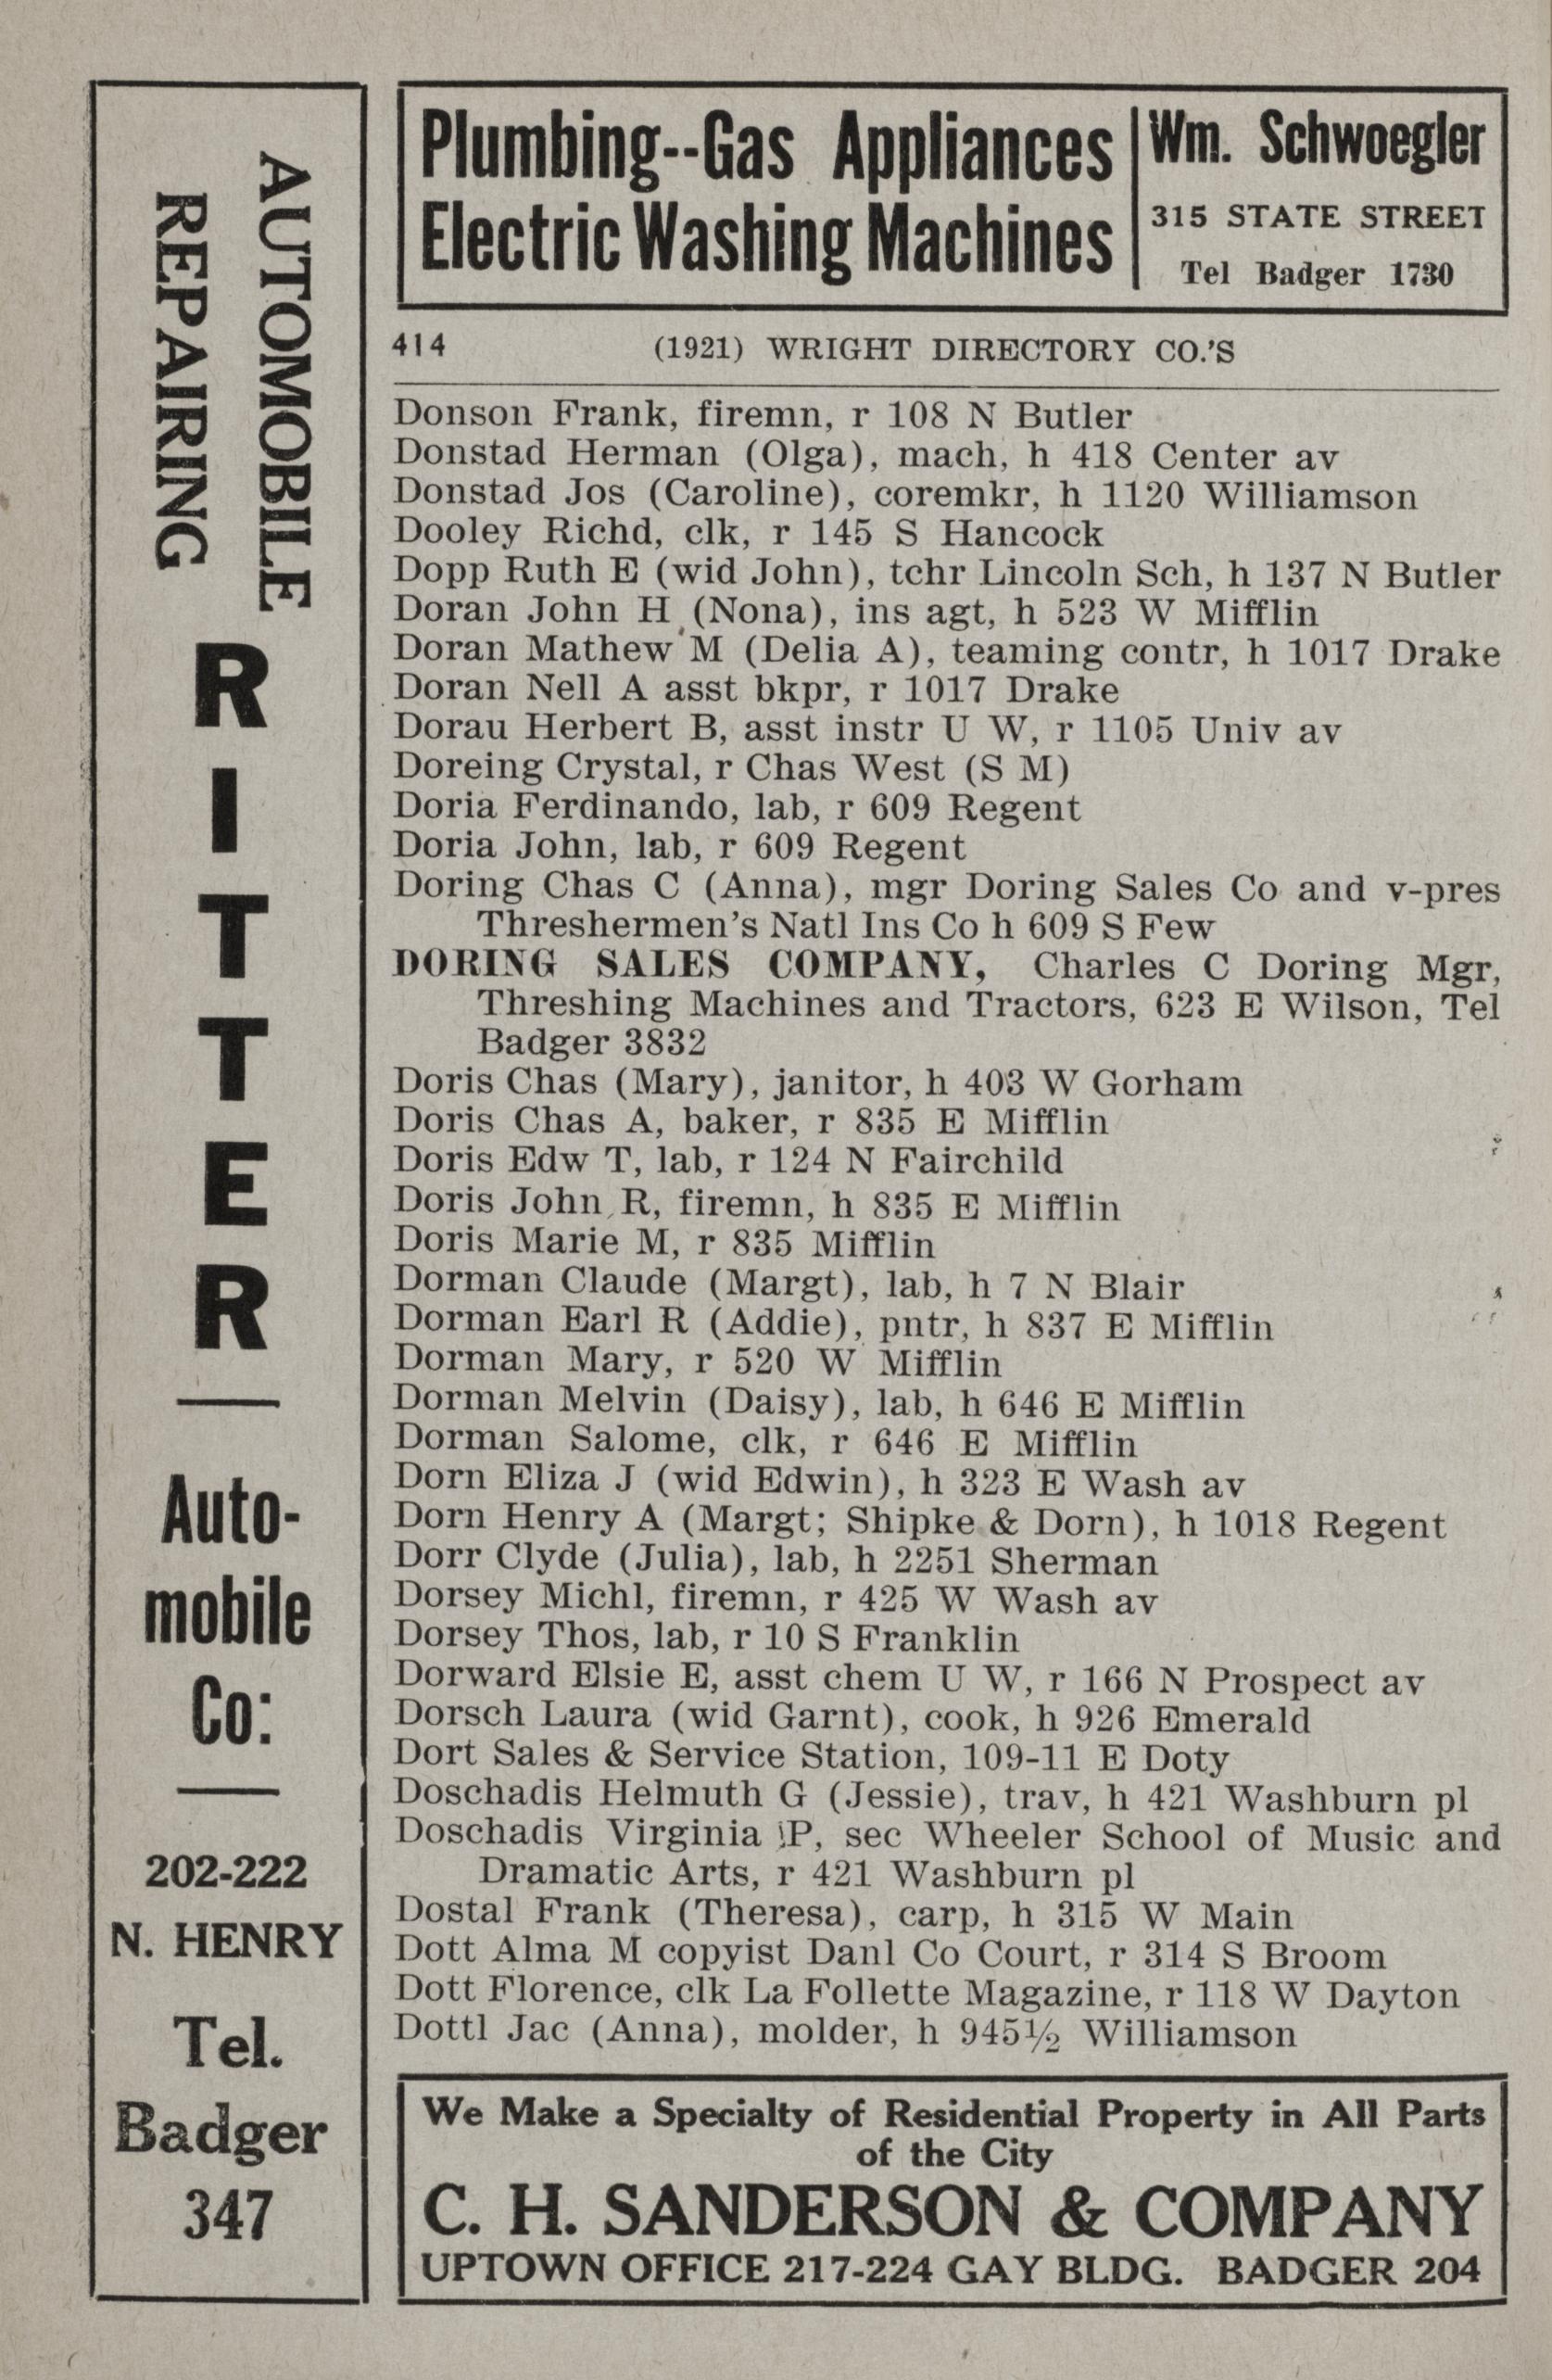 AUTOMOBILE
REPAIRING
RITTER
Auto-
mobile
Co:
202-222
N. HENRY
Tel.
Badger
347
Plumbing--Gas Appliances
Electric Washing Machines
Wm. Schwoegler
315 STATE STREET
Tel Badger 1730
414 (1921) WRIGHT DIRECTORY CO.'S
Donson Frank, firemn, r 108 N Butler
Donstad Herman (Olga), mach, h 418 Center av
Donstad Jos (Caroline), coremkr, h 1120 Williamson
Dooley Richd, clk, r 145 S Hancock
Dopp Ruth E (wid John), tchr Lincoln Sch, h 137 N Butler
Doran John H (Nona), ins agt, h 523 W Mifflin
Doran Mathew M (Delia A), teaming contr, h 1017 Drake
Doran Nell A asst bkpr, r 1017 Drake
Dorau Herbert B, asst instr U W, r 1105 Univ av
Doreing Crystal, r Chas West (S M)
Doria Ferdinando, lab, r 609 Regent
Doria John, lab, r 609 Regent
Doring Chas C (Anna), mgr Doring Sales Co and v-pres
Threshermen's Natl Ins Co h 609 S Few
DORING SALES COMPANY, Charles C Doring Mgr,
Threshing Machines and Tractors, 623 E Wilson, Tel
Badger 3832
Doris Chas (Mary), janitor, h 403 W Gorham
Doris Chas A, baker, r 835 E Mifflin
Doris Edw T, lab, r 124 N Fairchild
Doris John R, firemn, h 835 E Mifflin
Doris Marie M, r 835 Mifflin
Dorman Claude (Margt), lab, h 7 N Blair
Dorman Earl R (Addie), pntr, h 837 E Mifflin
Dorman Mary, r 520 W Mifflin
Dorman Melvin (Daisy), lab, h 646 E Mifflin
Dorman Salome, clk, r 646 E Mifflin
Dorn Eliza J (wid Edwin), h 323 E Wash av
Dorn Henry A (Margt; Shipke & Dorn), h 1018 Regent
Dorr Clyde (Julia), lab, h 2251 Sherman
Dorsey Michl, firemn, r 425 W Wash av
Dorsey Thos, lab, r 10 S Franklin
Dorward Elsie E, asst chem U W, r 166 N Prospect av
Dorsch Laura (wid Garnt), cook, h 926 Emerald
Dort Sales & Service Station, 109-11 E Doty
Doschadis Helmuth G (Jessie), trav, h 421 Washburn pl
Doschadis Virginia P, sec Wheeler School of Music and
Dramatic Arts, r 421 Washburn pl
Dostal Frank (Theresa), carp, h 315 W Main
Dott Alma M copyist Danl Co Court, r 314 S Broom
Dott Florence, clk La Follette Magazine, r 118 W Dayton
Dottl Jac (Anna), molder, h 945½ Williamson
We Make a Specialty of Residential Property in All Parts
of the City
C. H. SANDERSON & COMPANY
UPTOWN OFFICE 217-224 GAY BLDG. BADGER 204